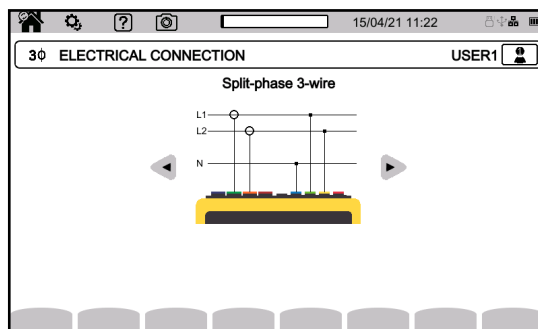 ?
15/04/21 11:22
3ϕ ELECTRICAL CONNECTION
USER1
Split-phase 3-wire
L1
L2
N